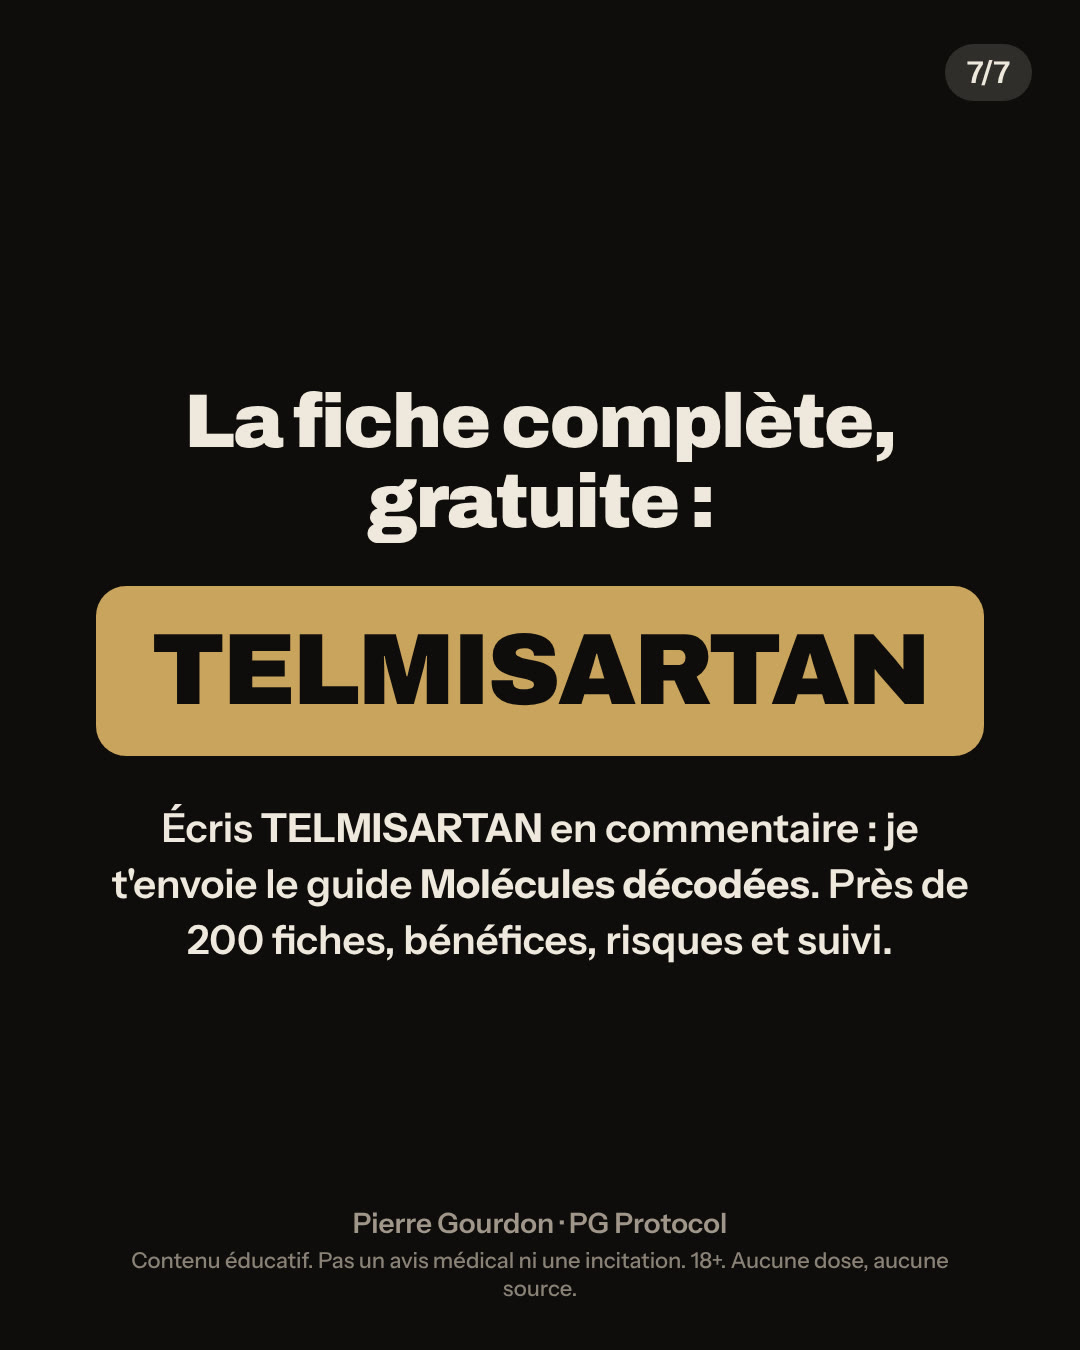 7/7
La fiche complète,
gratuite :
TELMISARTAN
Écris TELMISARTAN en commentaire : je
t'envoie le guide Molécules décodées. Près de
200 fiches, bénéfices, risques et suivi.
Pierre Gourdon · PG Protocol
Contenu éducatif. Pas un avis médical ni une incitation. 18+. Aucune dose, aucune
source.